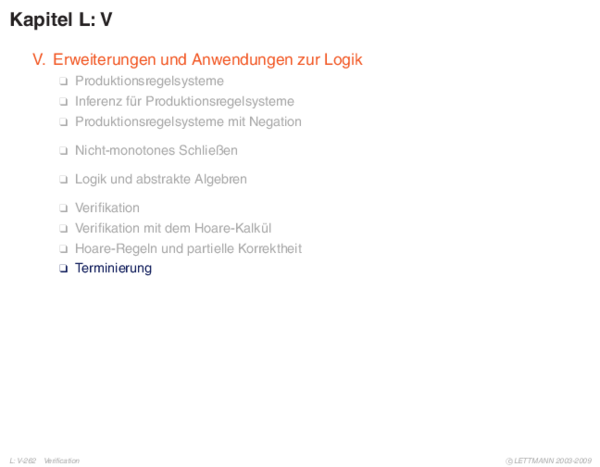 Kapitel L: V
V. Erweiterungen und Anwendungen zur Logik
❑ Produktionsregelsysteme
❑ Inferenz für Produktionsregelsysteme
❑ Produktionsregelsysteme mit Negation
❑ Nicht-monotones Schließen
❑ Logik und abstrakte Algebren
❑ Verifikation
❑ Verifikation mit dem Hoare-Kalkül
❑ Hoare-Regeln und partielle Korrektheit
❑ Terminierung
L: V-262 Verification © LETTMANN 2003-2009